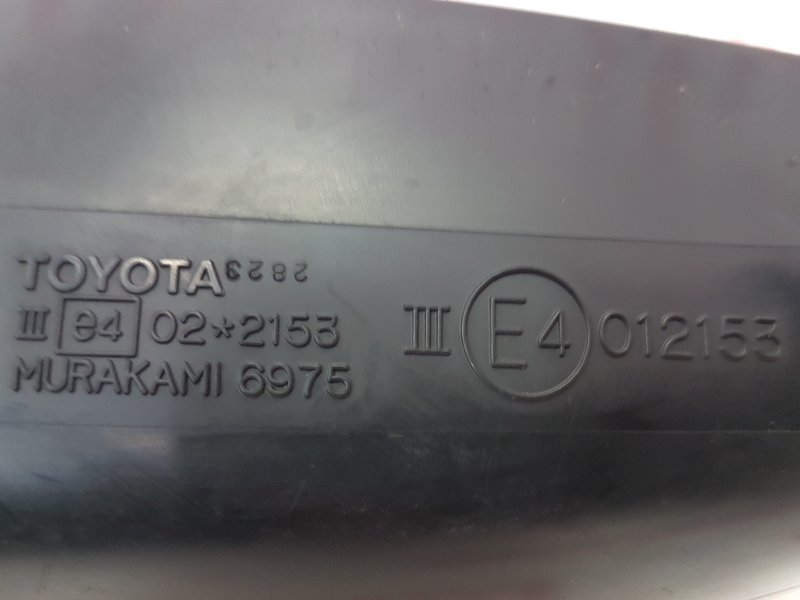 TOYOTA 2823
III e4 02*2153
MURAKAMI 6975
III E4 012153